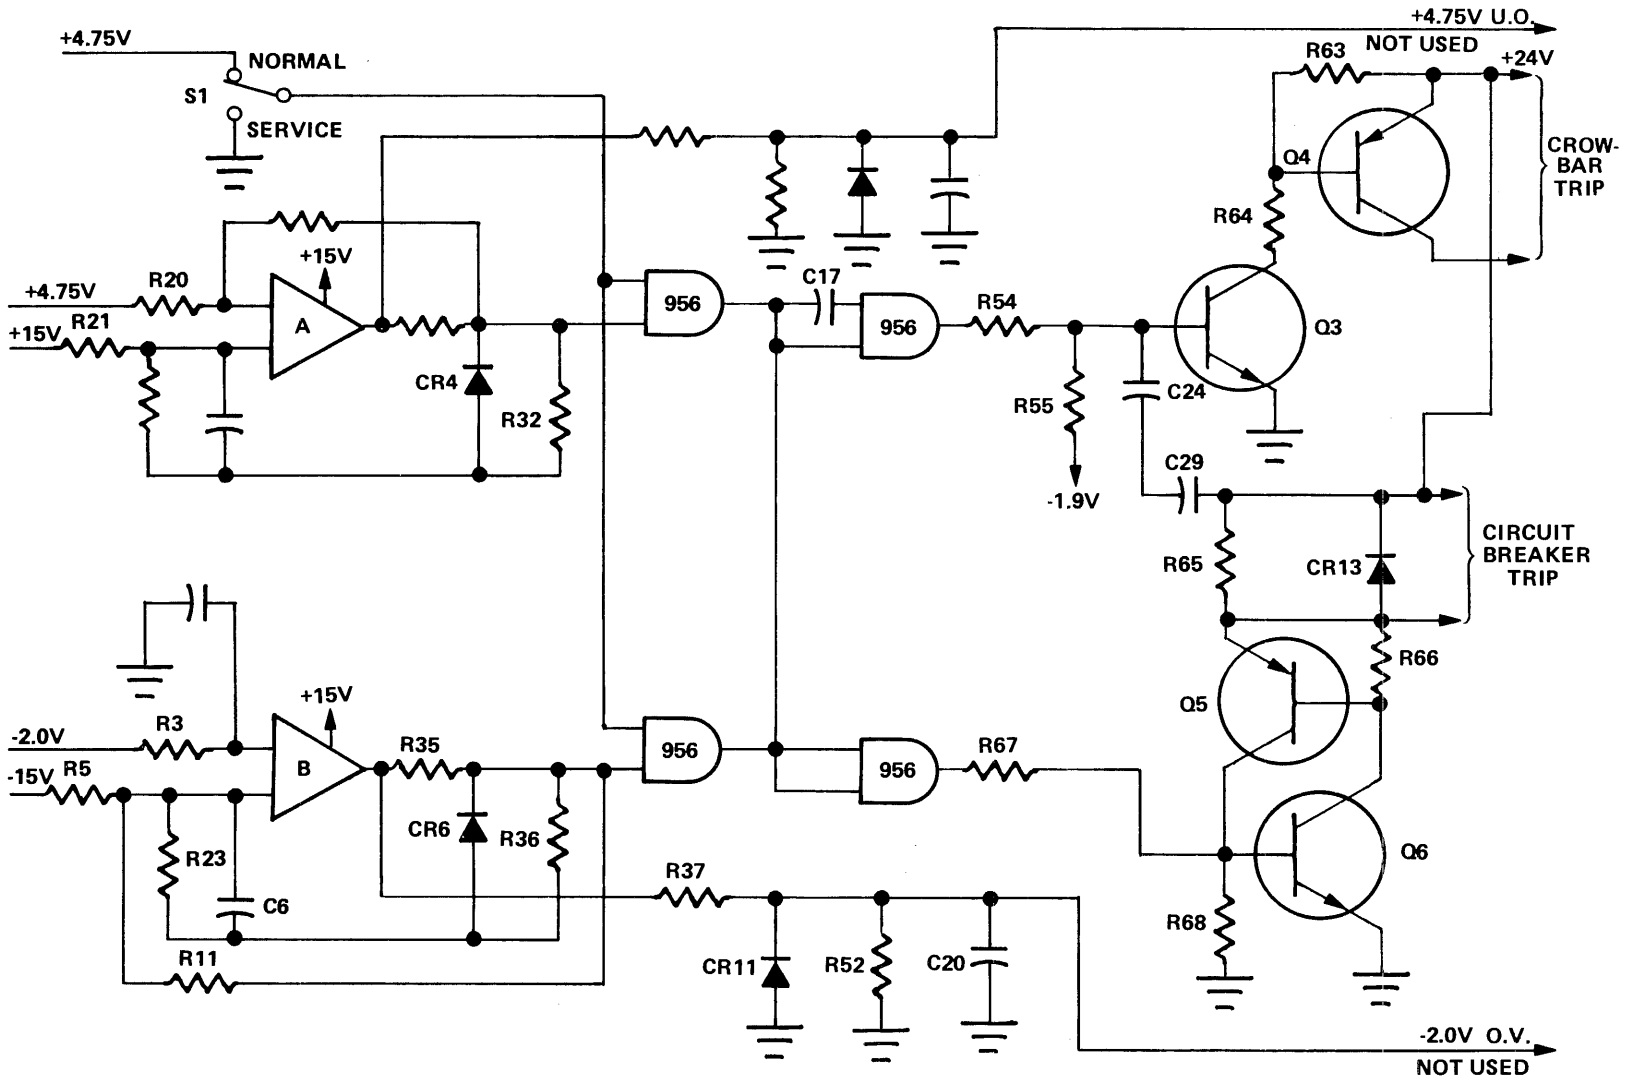 +4.75V U.O.
NOT USED
+4.75V
NORMAL
S1
SERVICE
R63
+24V
Q4
CROW-
BAR
TRIP
R64
+15V
R20
+4.75V
R21
+15V
A
956
C17
956
R54
Q3
CR4
R32
R55
C24
-1.9V
C29
R65
CR13
CIRCUIT
BREAKER
TRIP
R66
+15V
R3
-2.0V
R5
-15V
B
R35
956
956
R67
Q5
Q6
CR6
R36
R23
C6
R37
R11
CR11
R52
C20
R68
-2.0V O.V.
NOT USED